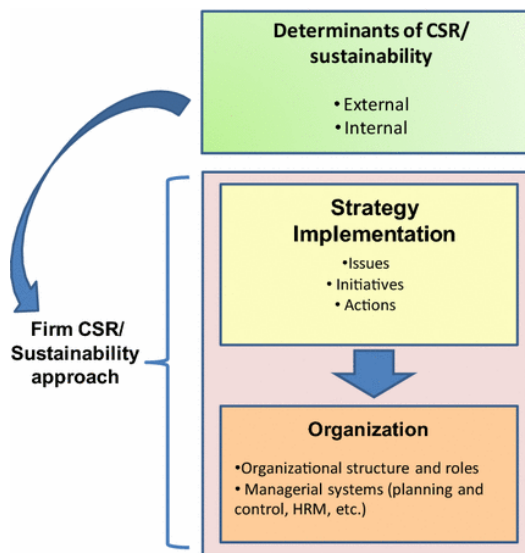 Determinants of CSR/
sustainability
• External
• Internal
Strategy
Implementation
•Issues
• Initiatives
• Actions
Firm CSR/
Sustainability
approach
Organization
•Organizational structure and roles
• Managerial systems (planning and
control, HRM, etc.)